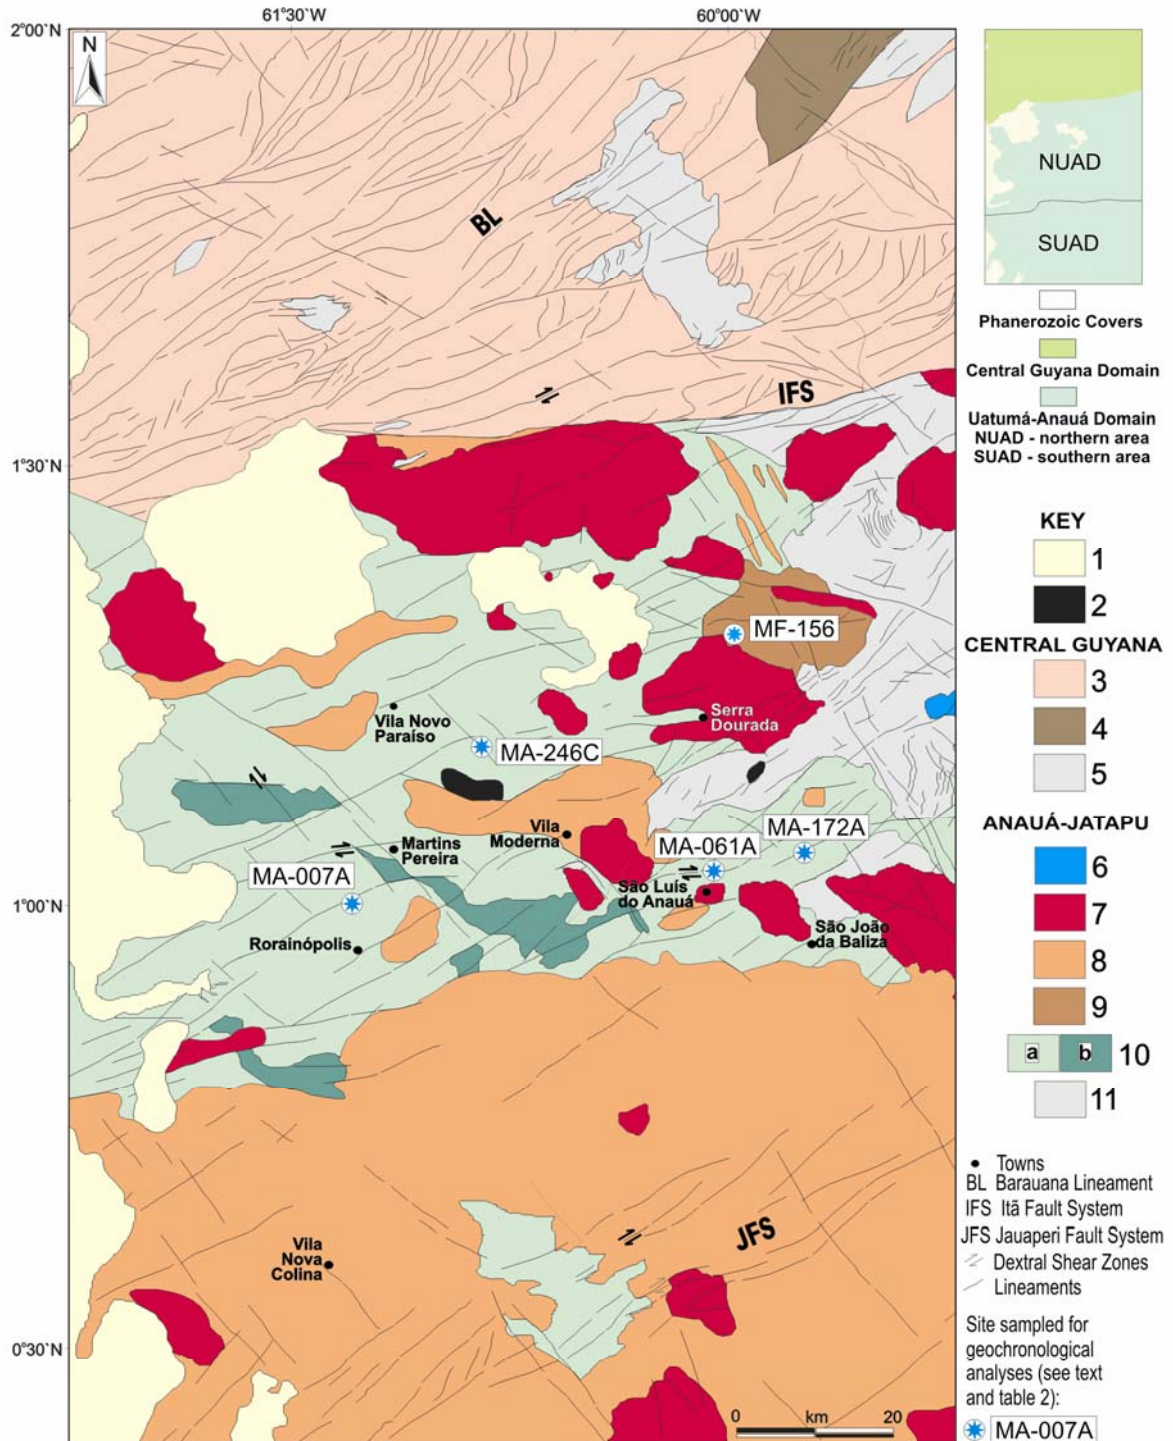 61°30`W
60°00`W
2°00`N
N
BL
IFS
1°30`N
MF-156
Serra
Dourada
Vila Novo
Paraíso
MA-246C
Vila
Moderna
MA-172A
MA-061A
Martins
Pereira
MA-007A
São Luís
do Anauá
1°00`N
São João
da Baliza
Rorainópolis
JFS
Vila
Nova
Colina
0°30`N
0 km 20
NUAD
SUAD
Phanerozoic Covers
Central Guyana Domain
Uatumá-Anauá Domain
NUAD - northern area
SUAD - southern area
KEY
1
2
CENTRAL GUYANA
3
4
5
ANAUÁ-JATAPU
6
7
8
9
a b 10
11
Towns
BL Barauana Lineament
IFS Itã Fault System
JFS Jauaperi Fault System
Dextral Shear Zones
Lineaments
Site sampled for
geochronological
analyses (see text
and table 2):
MA-007A